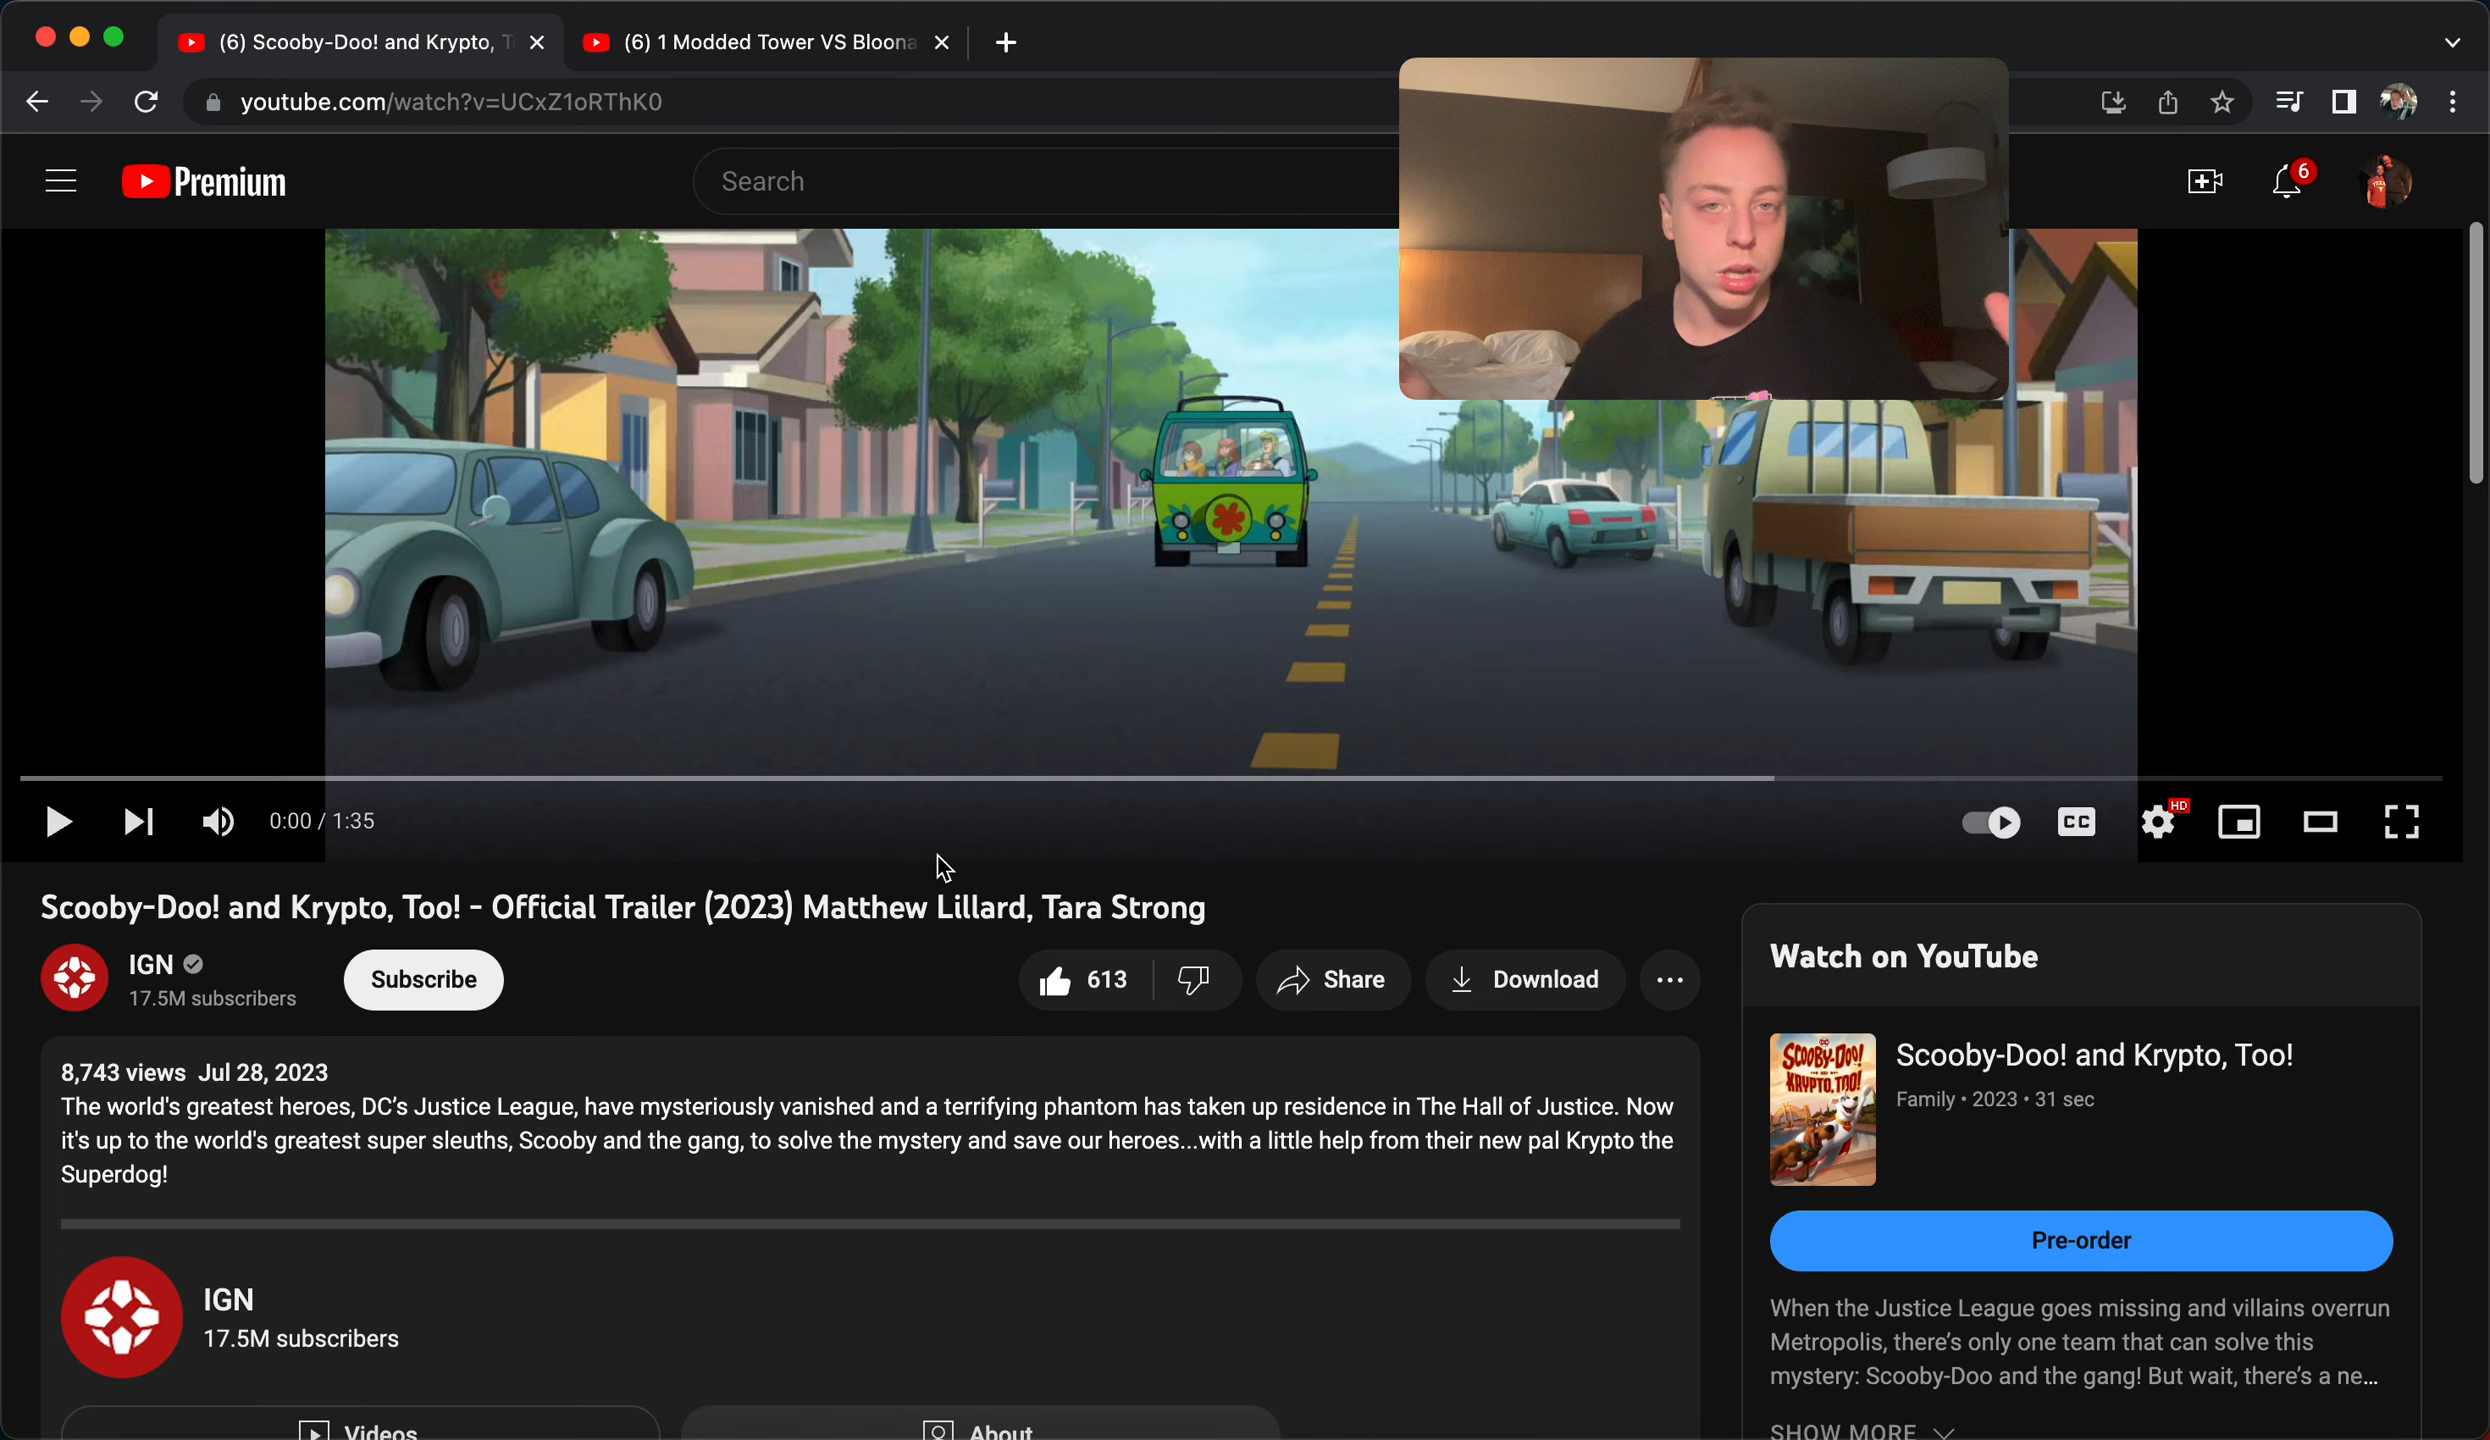 (6) Scooby-Doo! and Krypto, T
(6) 1 Modded Tower VS Bloona
youtube.com/watch?v=UCxZ1oRThK0
Premium
Search
6
0:00 / 1:35
CC
HD
Scooby-Doo! and Krypto, Too! - Official Trailer (2023) Matthew Lillard, Tara Strong
IGN
17.5M subscribers
Subscribe
613
Share
Download
Watch on YouTube
SCOOBY-DOO!
AND
KRYPTO, TOO!
Scooby-Doo! and Krypto, Too!
Family • 2023 • 31 sec
Pre-order
8,743 views Jul 28, 2023
The world's greatest heroes, DC’s Justice League, have mysteriously vanished and a terrifying phantom has taken up residence in The Hall of Justice. Now
it's up to the world's greatest super sleuths, Scooby and the gang, to solve the mystery and save our heroes...with a little help from their new pal Krypto the
Superdog!
When the Justice League goes missing and villains overrun
Metropolis, there’s only one team that can solve this
mystery: Scooby-Doo and the gang! But wait, there’s a ne...
SHOW MORE
IGN
17.5M subscribers
Videos
About